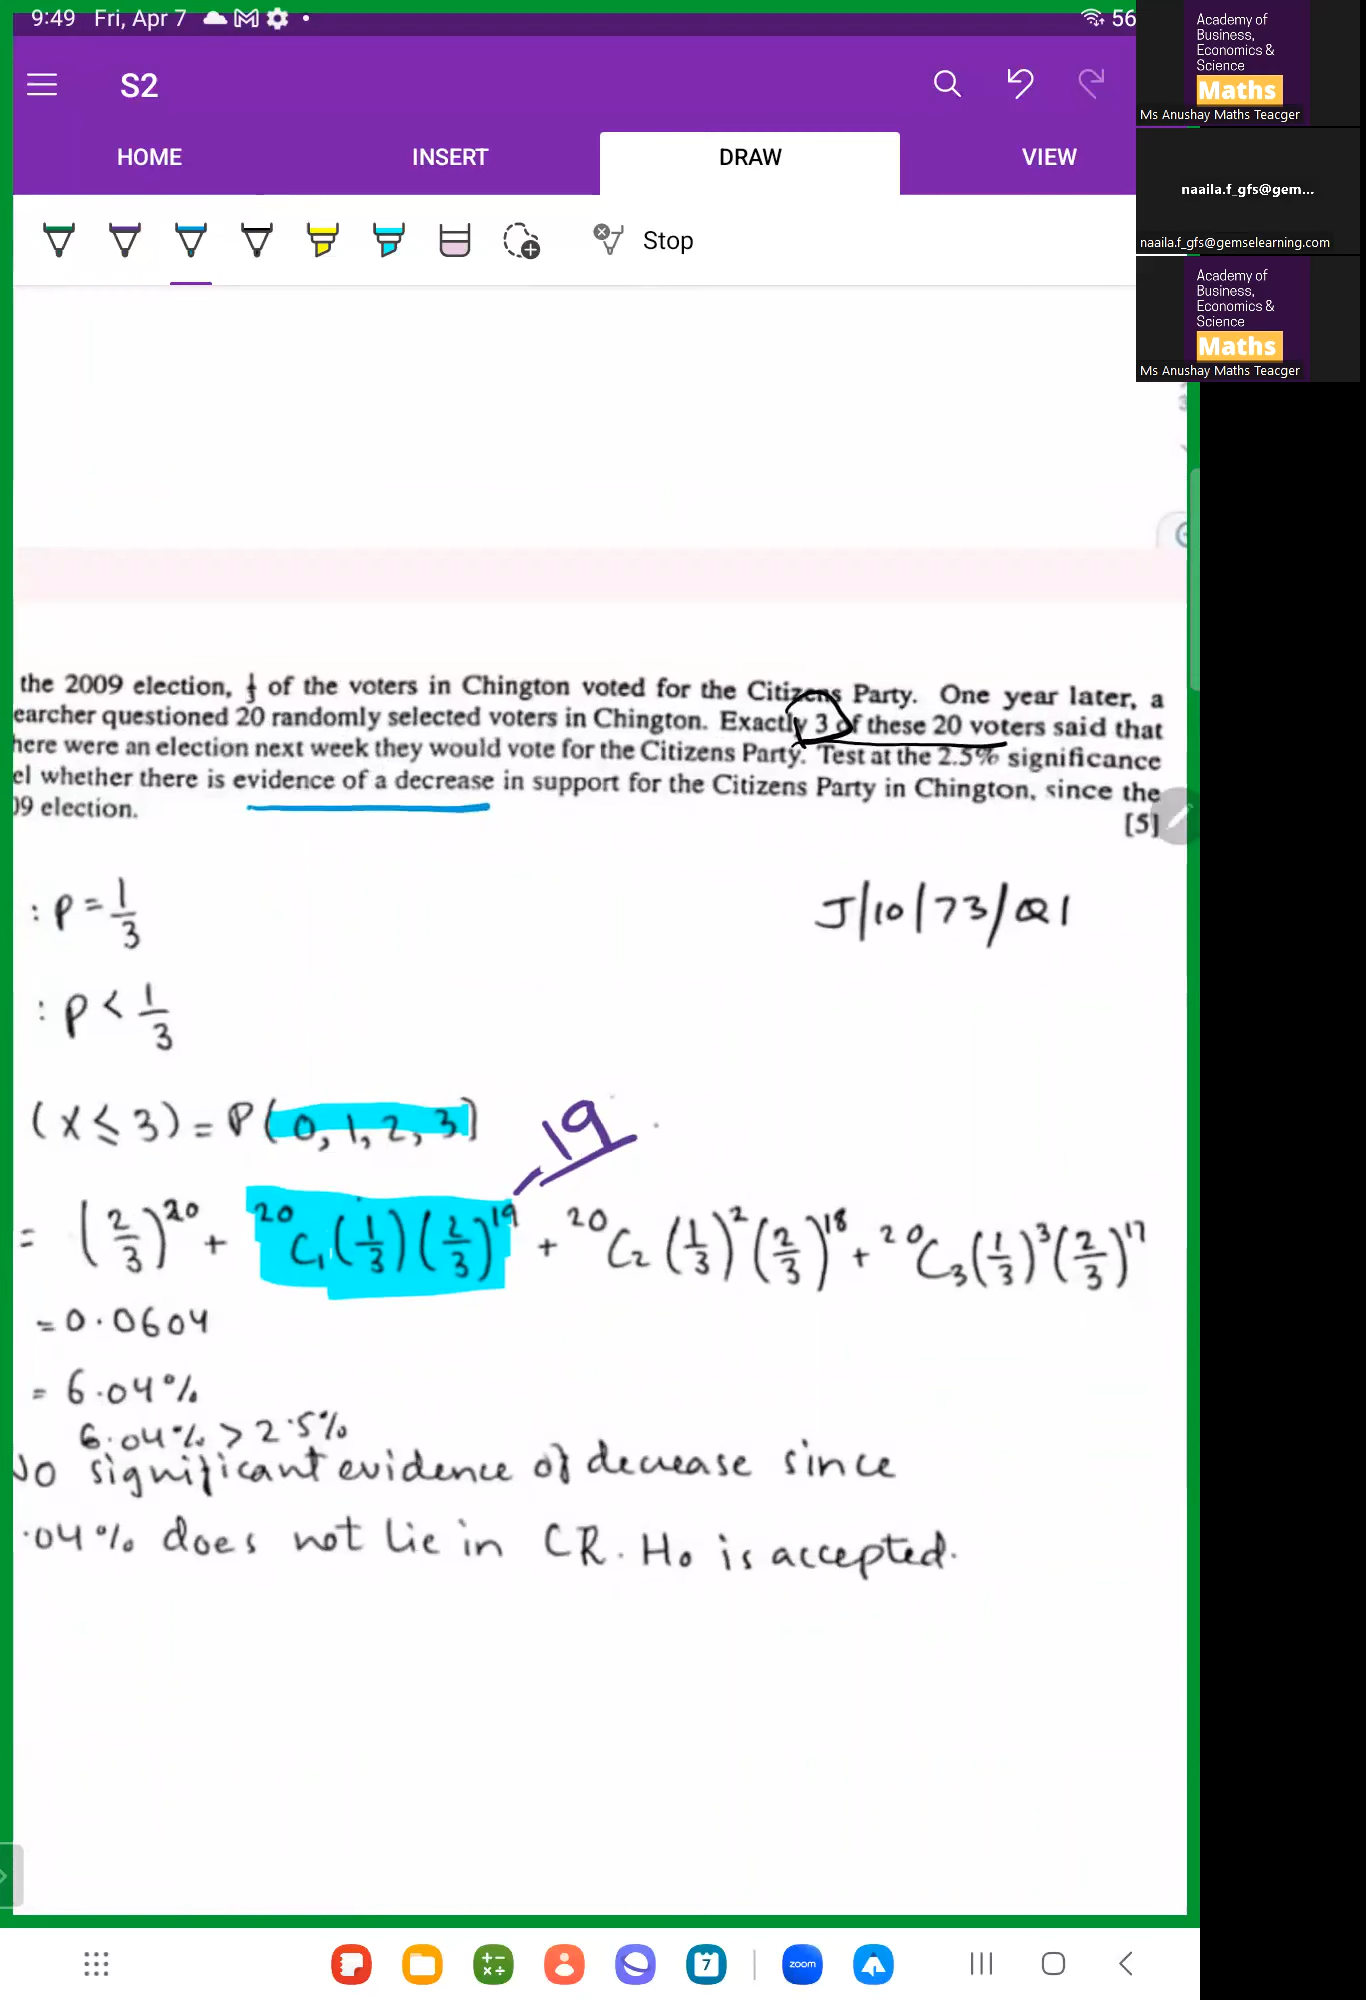 9:49 Fri, Apr 7
56
S2
HOME INSERT DRAW VIEW
Stop
Academy of
Business,
Economics &
Science
Maths
Ms Anushay Maths Teacger
naaila.f_gfs@gem...
naaila.f_gfs@gemselearning.com
Academy of
Business,
Economics &
Science
Maths
Ms Anushay Maths Teacger
the 2009 election, 1/3 of the voters in Chington voted for the Citizens Party. One year later, a
earcher questioned 20 randomly selected voters in Chington. Exactly 3 of these 20 voters said that
here were an election next week they would vote for the Citizens Party. Test at the 2.5% significance
el whether there is evidence of a decrease in support for the Citizens Party in Chington, since the
09 election.
[5]
: P = 1/3
J/10/73/Q1
: P < 1/3
(X ≤ 3) = P(0, 1, 2, 3)
19
= (2/3)^20 + 20C1 (1/3)(2/3)^19 + 20C2 (1/3)^2 (2/3)^18 + 20C3 (1/3)^3 (2/3)^17
= 0.0604
= 6.04%
6.04% > 2.5%
No significant evidence of decrease since
.04% does not lie in CR. Ho is accepted.
7
zoom